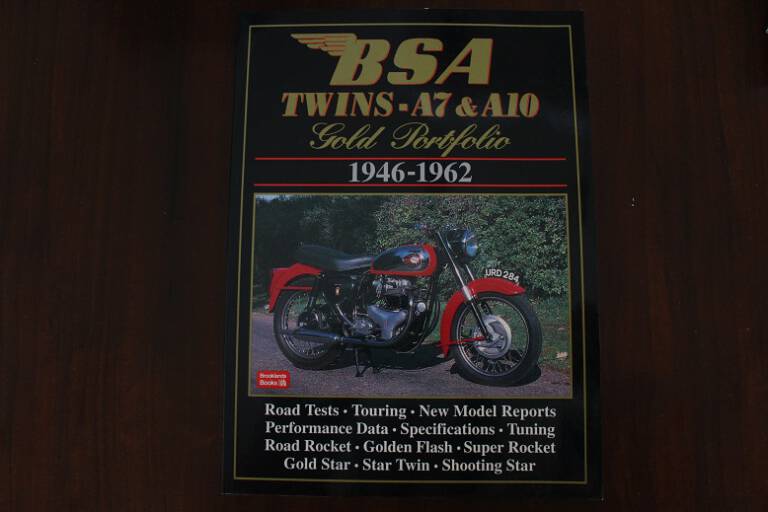 BSA
TWINS - A7 & A10
Gold Portfolio
1946-1962
URD 284
Brooklands
Books
Road Tests • Touring • New Model Reports
Performance Data • Specifications • Tuning
Road Rocket • Golden Flash • Super Rocket
Gold Star • Star Twin • Shooting Star